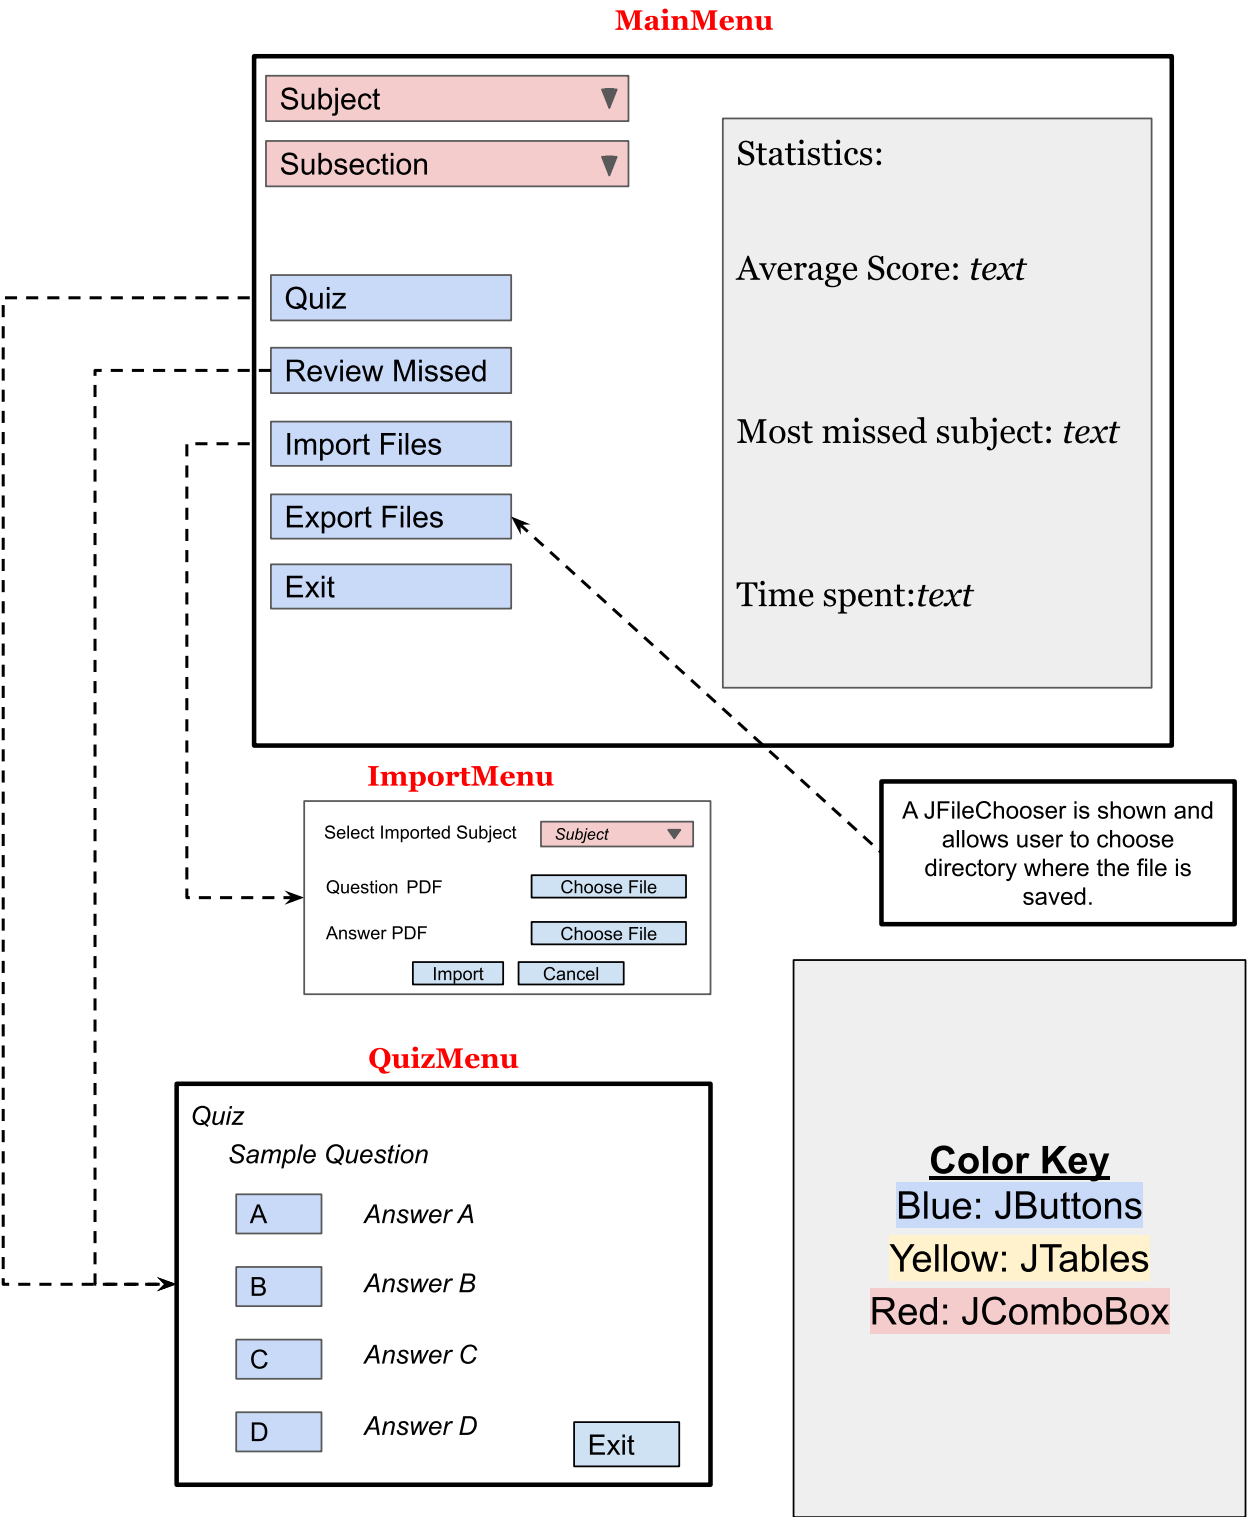 MainMenu
Subject
Subsection
Quiz
Review Missed
Import Files
Export Files
Exit
Statistics:
Average Score: text
Most missed subject: text
Time spent:text
A JFileChooser is shown and
allows user to choose
directory where the file is
saved.
ImportMenu
Select Imported Subject Subject
Question PDF Choose File
Answer PDF Choose File
Import Cancel
QuizMenu
Quiz
Sample Question
A Answer A
B Answer B
C Answer C
D Answer D
Exit
Color Key
Blue: JButtons
Yellow: JTables
Red: JComboBox